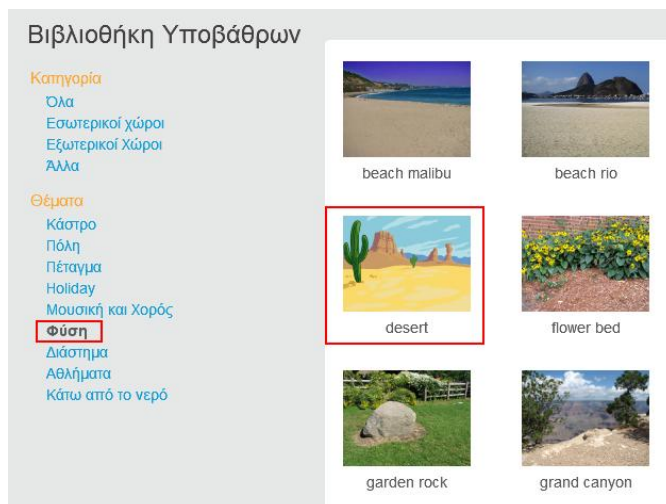 Βιβλιοθήκη Υποβάθρων
Κατηγορία
Όλα
Εσωτερικοί χώροι
Εξωτερικοί Χώροι
Άλλα
Θέματα
Κάστρο
Πόλη
Πέταγμα
Holiday
Μουσική και Χορός
Φύση
Διάστημα
Αθλήματα
Κάτω από το νερό
beach malibu
beach rio
desert
flower bed
garden rock
grand canyon